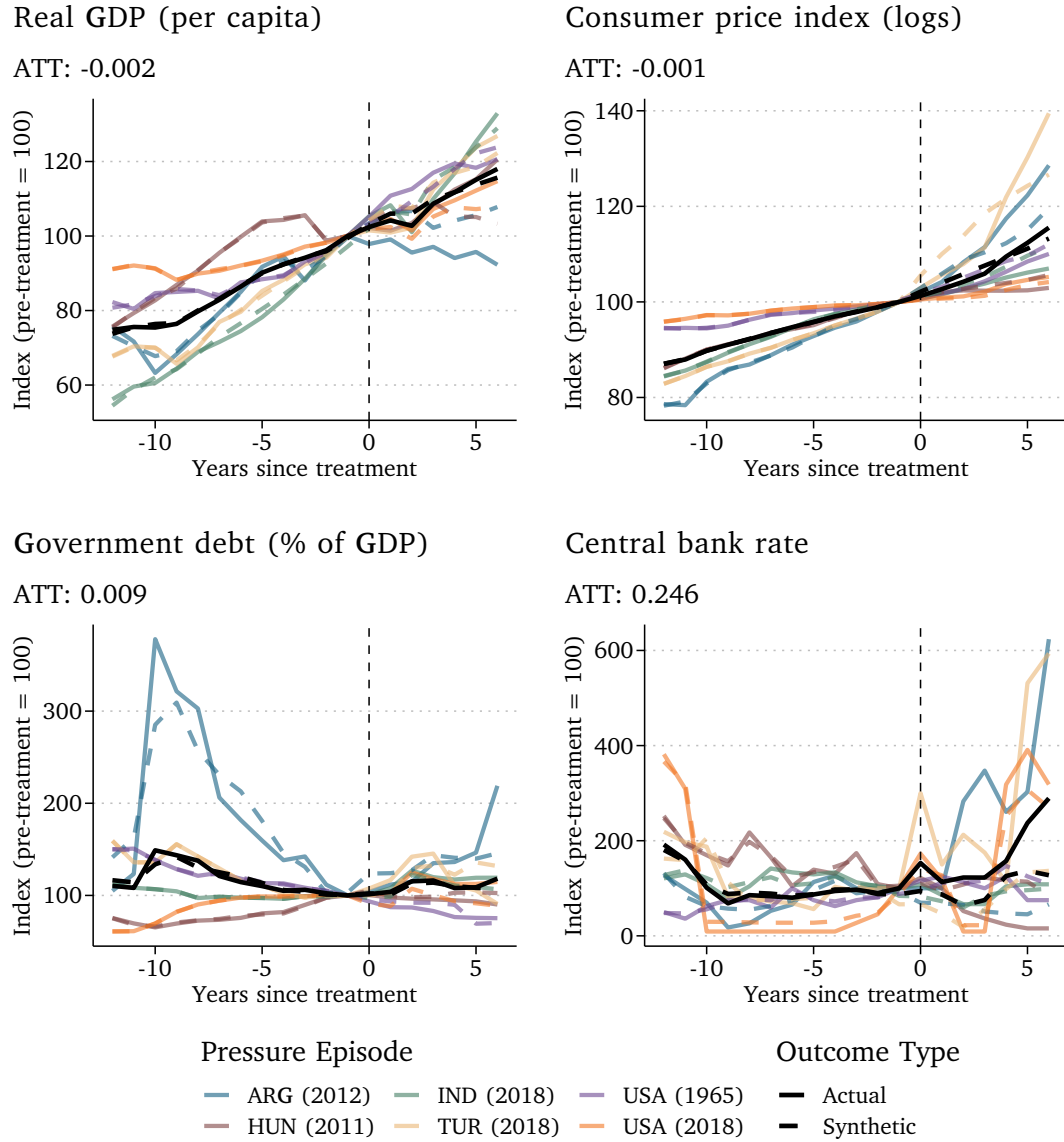 Real GDP (per capita)
ATT: -0.002
Index (pre-treatment = 100)
120
100
80
60
-10 -5 0 5
Years since treatment
Consumer price index (logs)
ATT: -0.001
Index (pre-treatment = 100)
140
120
100
80
-10 -5 0 5
Years since treatment
Government debt (% of GDP)
ATT: 0.009
Index (pre-treatment = 100)
300
200
100
-10 -5 0 5
Years since treatment
Central bank rate
ATT: 0.246
Index (pre-treatment = 100)
600
400
200
0
-10 -5 0 5
Years since treatment
Pressure Episode
ARG (2012) IND (2018) USA (1965)
HUN (2011) TUR (2018) USA (2018)
Outcome Type
Actual
Synthetic